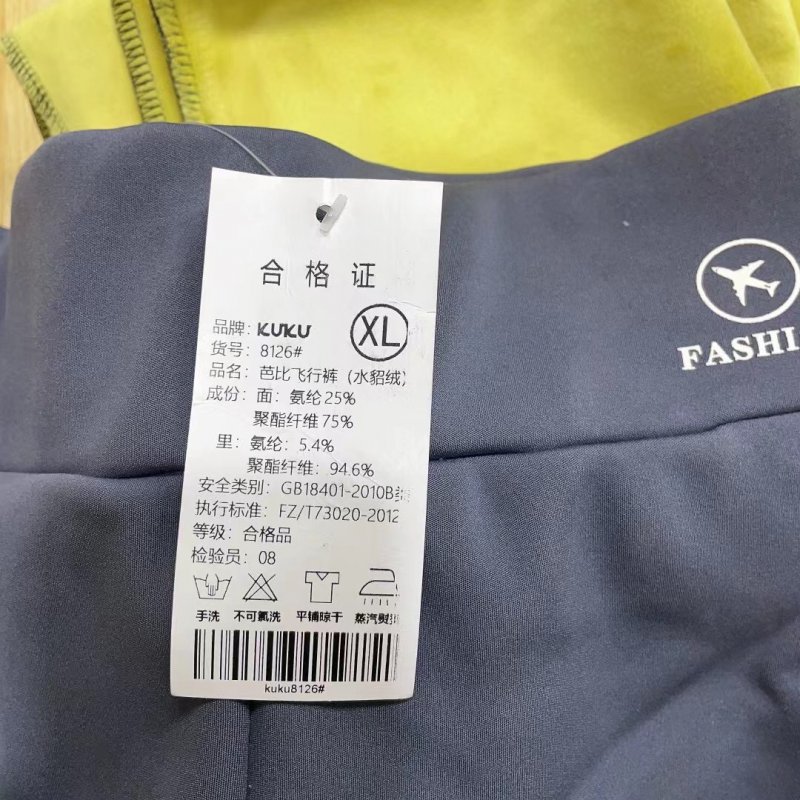 合格证
品牌：KUKU XL
货号：8126#
品名：芭比飞行裤（水貂绒）
成份：面：氨纶25%
聚酯纤维75%
里：氨纶：5.4%
聚酯纤维：94.6%
安全类别：GB18401-2010B
执行标准：FZ/T73020-2012
等级：合格品
检验员：08
手洗 不可氯洗 平铺晾干 蒸汽熨
kuku8126#
FASHI